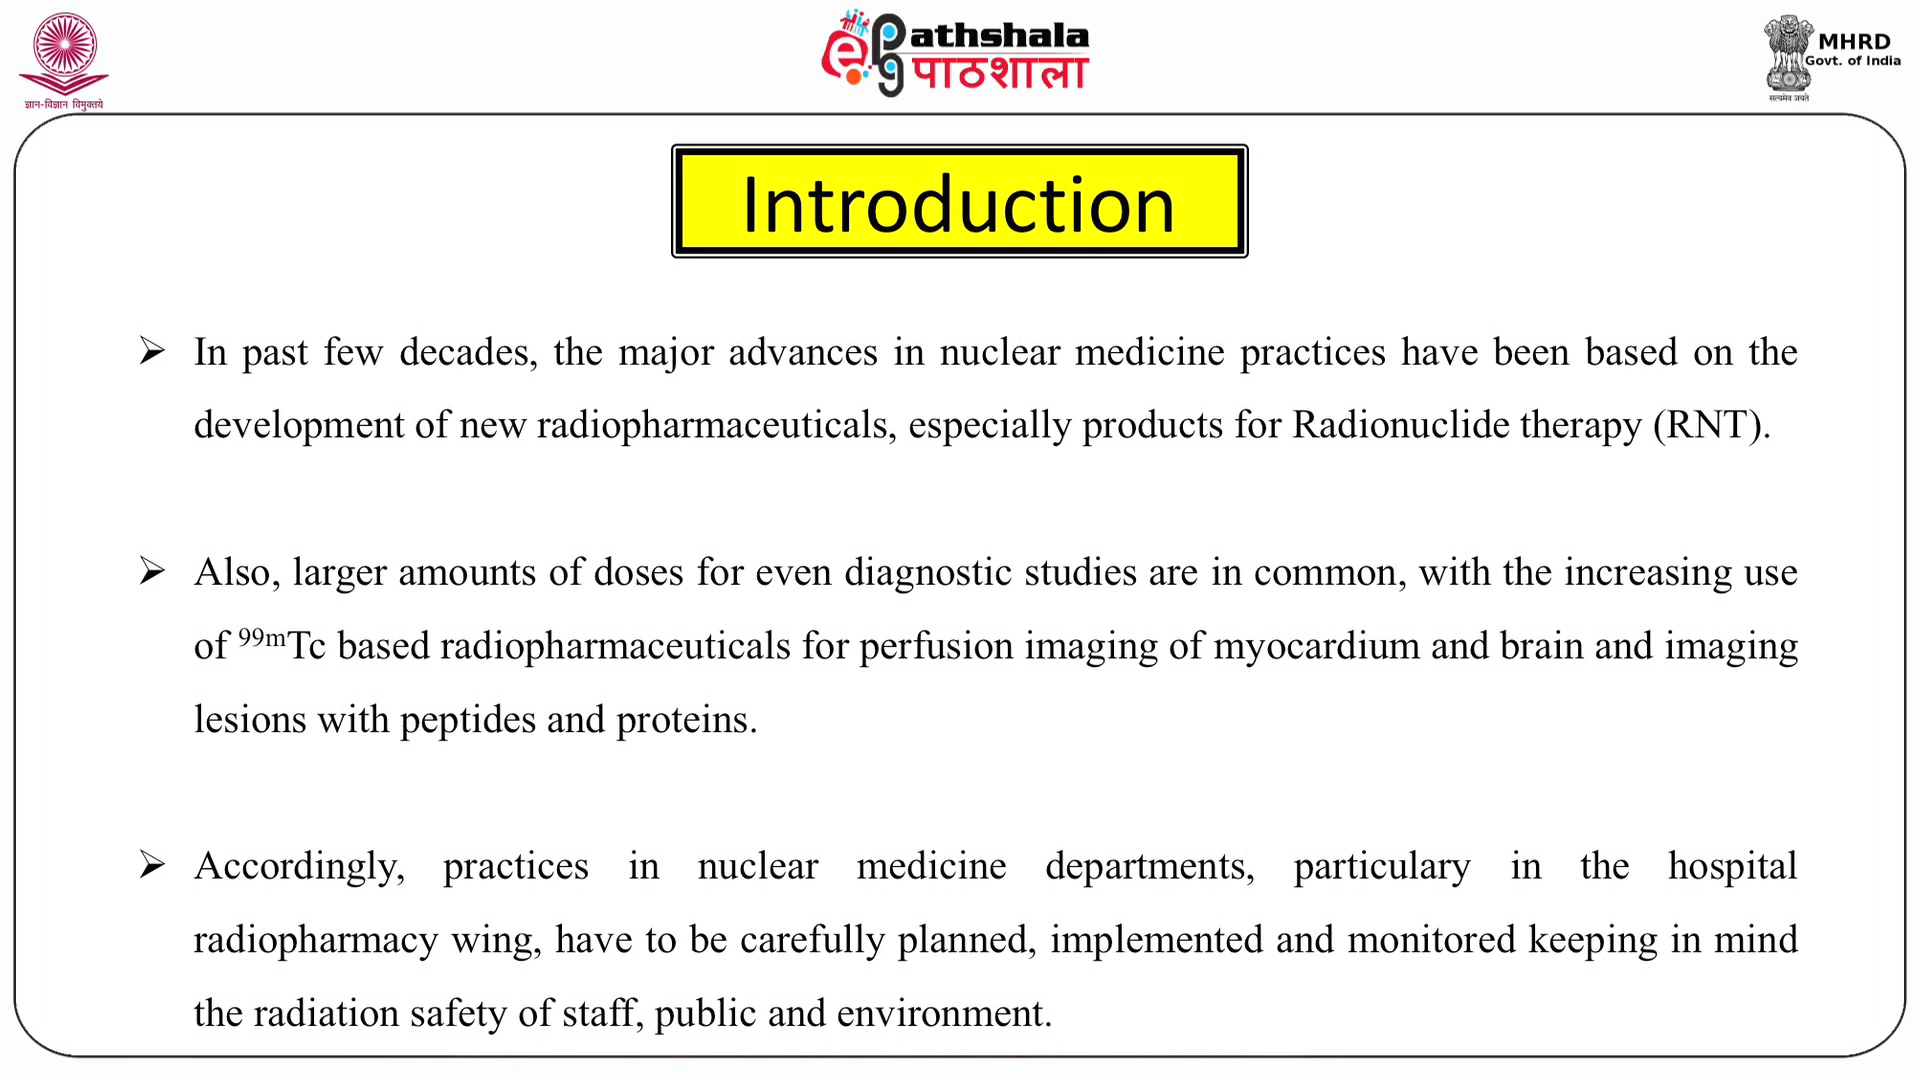 ज्ञान-विज्ञान विमुक्तये
ePgathshala
पाठशाला
MHRD
Govt. of India
सत्यमेव जयते
Introduction
➢ In past few decades, the major advances in nuclear medicine practices have been based on the
development of new radiopharmaceuticals, especially products for Radionuclide therapy (RNT).
➢ Also, larger amounts of doses for even diagnostic studies are in common, with the increasing use
of ⁹⁹ᵐTc based radiopharmaceuticals for perfusion imaging of myocardium and brain and imaging
lesions with peptides and proteins.
➢ Accordingly, practices in nuclear medicine departments, particulary in the hospital
radiopharmacy wing, have to be carefully planned, implemented and monitored keeping in mind
the radiation safety of staff, public and environment.